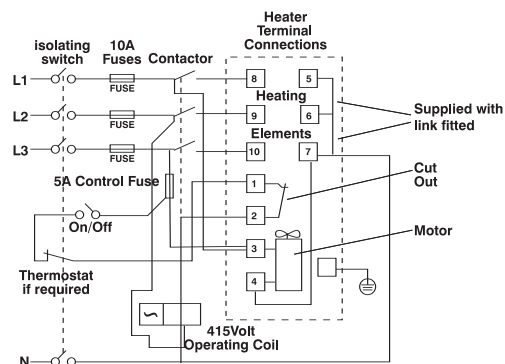 Heater
Terminal
Connections
isolating
switch
10A
Fuses
Contactor
L1
FUSE
8
5
Heating
L2
FUSE
9
6
Supplied with
link fitted
Elements
L3
FUSE
10
7
5A Control Fuse
1
Cut
Out
On/Off
2
Motor
3
Thermostat
if required
4
415Volt
Operating Coil
N